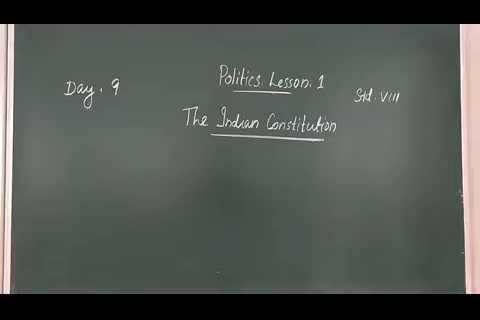 Politics. Lesson. 1
Day. 9
Std. VIII
The Indian Constitution